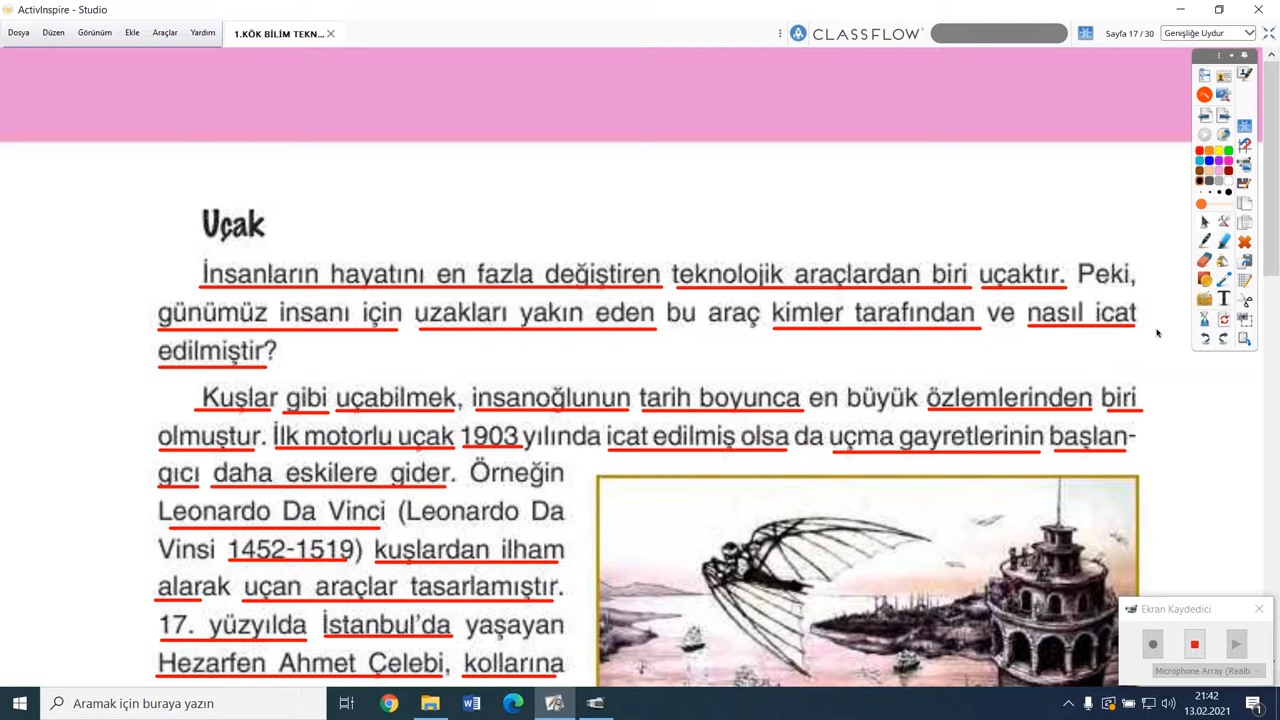 ActivInspire - Studio
Dosya Düzen Görünüm Ekle Araçlar Yardım
1.KÖK BİLİM TEKN...
CLASSFLOW
Sayfa 17 / 30
Genişliğe Uydur
Uçak
İnsanların hayatını en fazla değiştiren teknolojik araçlardan biri uçaktır. Peki,
günümüz insanı için uzakları yakın eden bu araç kimler tarafından ve nasıl icat
edilmiştir?
Kuşlar gibi uçabilmek, insanoğlunun tarih boyunca en büyük özlemlerinden biri
olmuştur. İlk motorlu uçak 1903 yılında icat edilmiş olsa da uçma gayretlerinin başlan-
gıcı daha eskilere gider. Örneğin
Leonardo Da Vinci (Leonardo Da
Vinsi 1452-1519) kuşlardan ilham
alarak uçan araçlar tasarlamıştır.
17. yüzyılda İstanbul'da yaşayan
Hezarfen Ahmet Çelebi, kollarına
Ekran Kaydedici
Microphone Array (Realte
Aramak için buraya yazın
21:42
13.02.2021
1